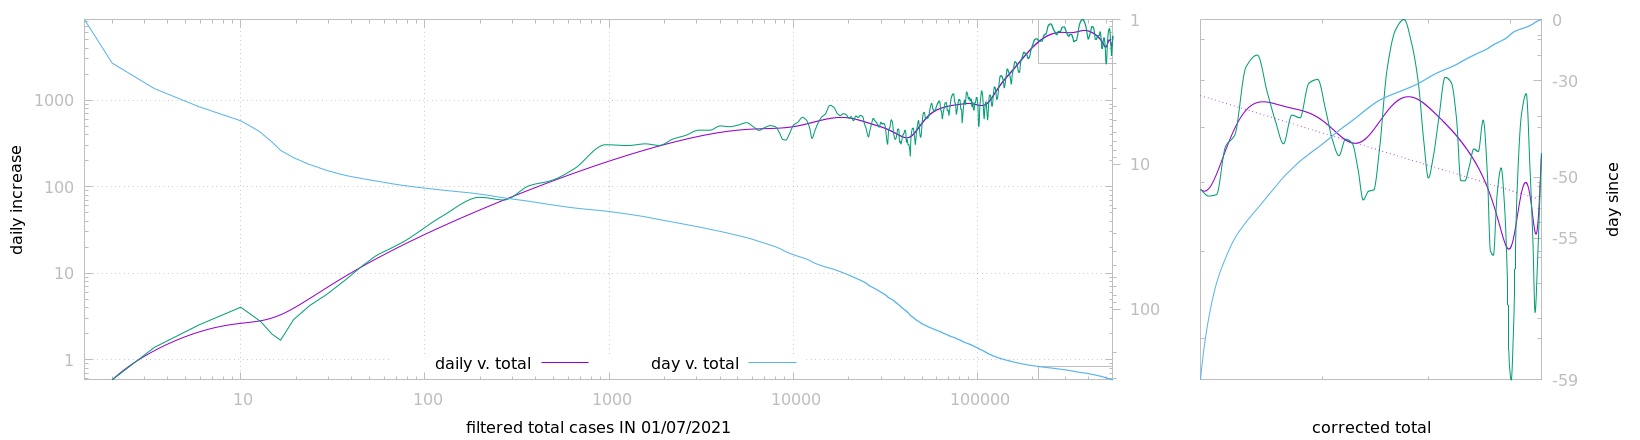 daily increase
1000
100
10
1
10
100
1000
10000
100000
1
10
100
daily v. total
day v. total
filtered total cases IN 01/07/2021
0
-30
-50
-55
-59
day since
corrected total